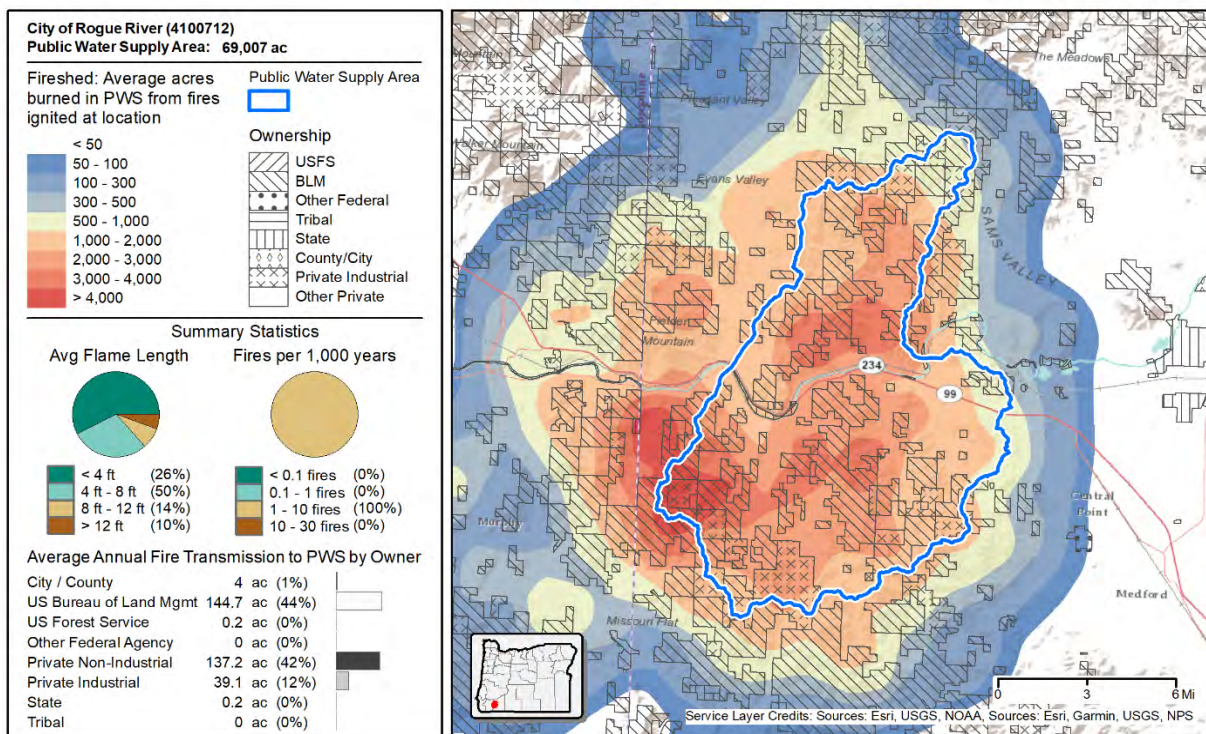 City of Rogue River (4100712)
Public Water Supply Area: 69,007 ac
Fireshed: Average acres
burned in PWS from fires
ignited at location
< 50
50 - 100
100 - 300
300 - 500
500 - 1,000
1,000 - 2,000
2,000 - 3,000
3,000 - 4,000
> 4,000
Public Water Supply Area
Ownership
USFS
BLM
Other Federal
Tribal
State
County/City
Private Industrial
Other Private
Summary Statistics
Avg Flame Length
< 4 ft (26%)
4 ft - 8 ft (50%)
8 ft - 12 ft (14%)
> 12 ft (10%)
Fires per 1,000 years
< 0.1 fires (0%)
0.1 - 1 fires (0%)
1 - 10 fires (100%)
10 - 30 fires (0%)
Average Annual Fire Transmission to PWS by Owner
City / County 4 ac (1%)
US Bureau of Land Mgmt 144.7 ac (44%)
US Forest Service 0.2 ac (0%)
Other Federal Agency 0 ac (0%)
Private Non-Industrial 137.2 ac (42%)
Private Industrial 39.1 ac (12%)
State 0.2 ac (0%)
Tribal 0 ac (0%)
Mountain
The Meadows
Pleasant Valley
Walker Mountain
Evans Valley
SAMS VALLEY
Fielder
Mountain
234
99
Murphy
Central
Point
Medford
Missouri Flat
0 3 6 Mi
Service Layer Credits: Sources: Esri, USGS, NOAA, Sources: Esri, Garmin, USGS, NPS